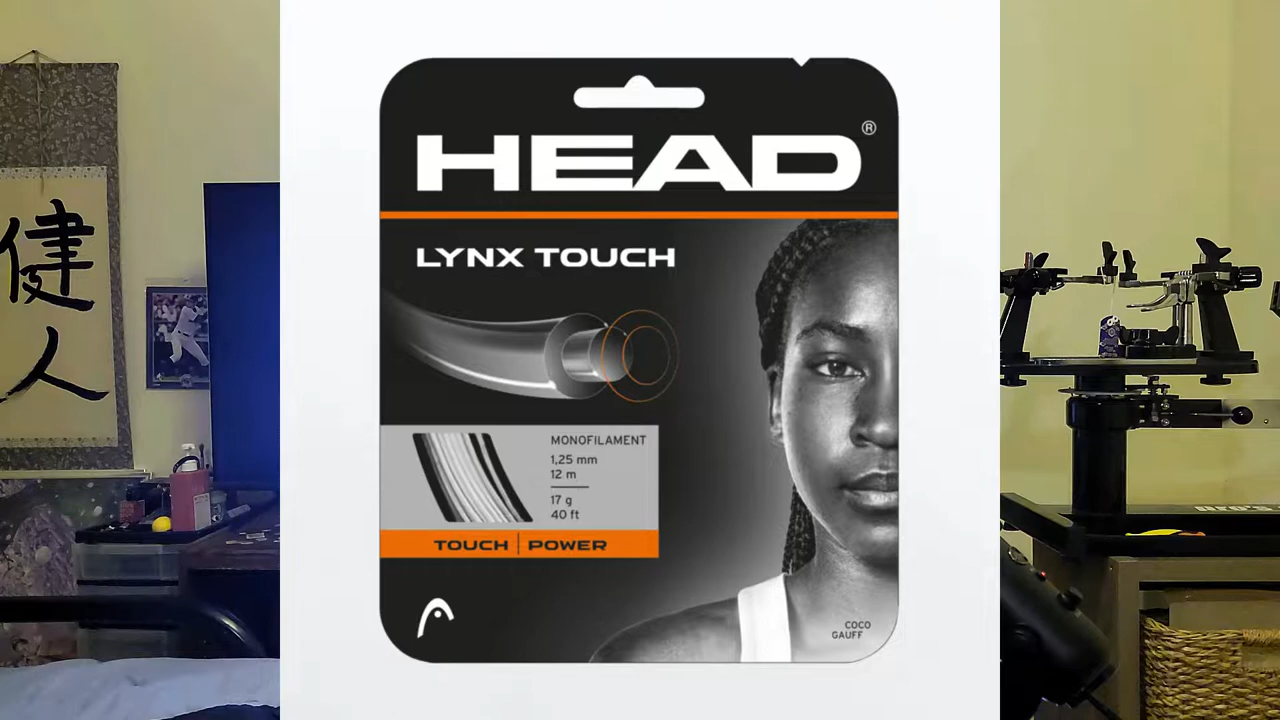 健
人
HEAD®
LYNX TOUCH
MONOFILAMENT
1,25 mm
12 m
17 g
40 ft
TOUCH | POWER
COCO
GAUFF